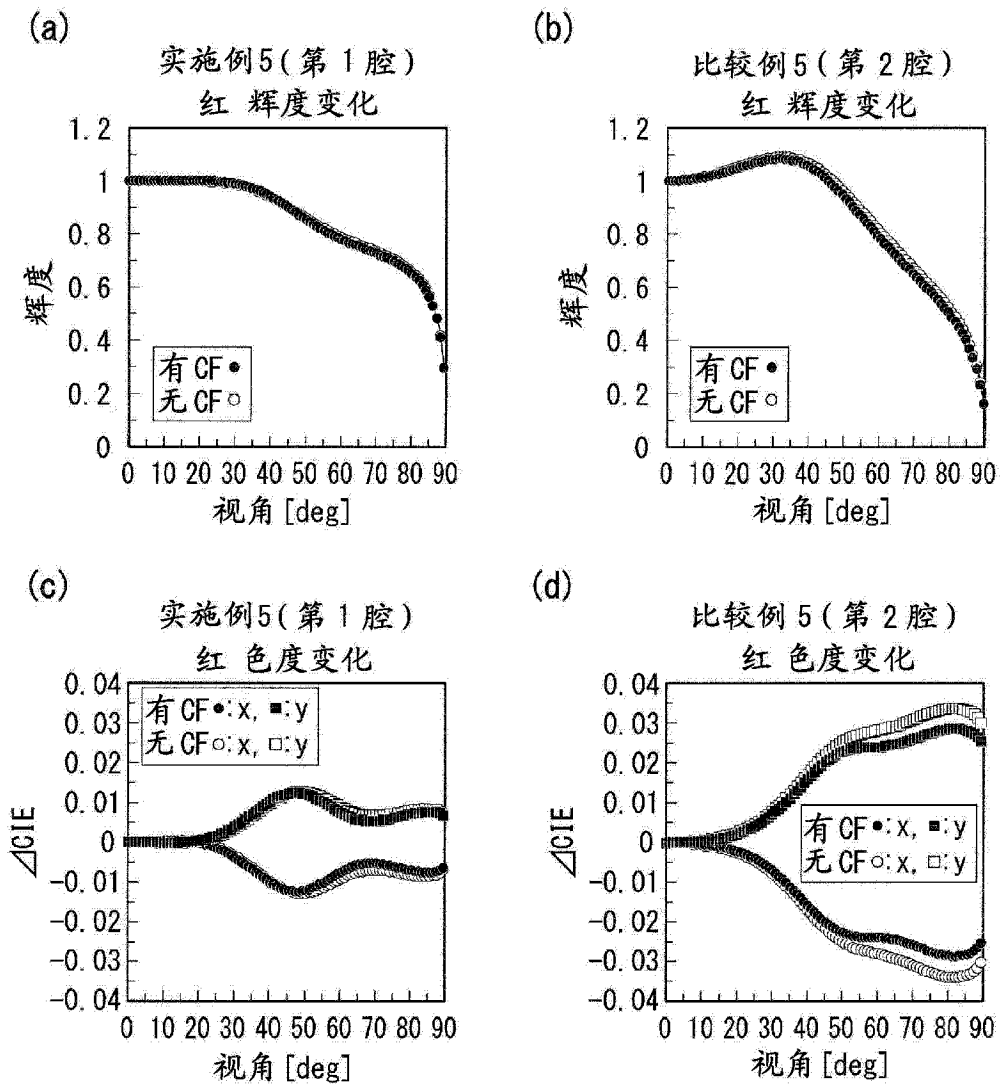 (a)
实施例5(第1腔)
红 辉度变化
1.2
1
0.8
0.6
0.4
0.2
0
辉度
有CF●
无CF○
0 10 20 30 40 50 60 70 80 90
视角[deg]
(b)
比较例5(第2腔)
红 辉度变化
1.2
1
0.8
0.6
0.4
0.2
0
辉度
有CF●
无CF○
0 10 20 30 40 50 60 70 80 90
视角[deg]
(c)
实施例5(第1腔)
红 色度变化
0.04
0.03
0.02
0.01
0
-0.01
-0.02
-0.03
-0.04
⊿CIE
有CF●:x, ■:y
无CF○:x, □:y
0 10 20 30 40 50 60 70 80 90
视角[deg]
(d)
比较例5(第2腔)
红 色度变化
0.04
0.03
0.02
0.01
0
-0.01
-0.02
-0.03
-0.04
⊿CIE
有CF●:x, ■:y
无CF○:x, □:y
0 10 20 30 40 50 60 70 80 90
视角[deg]